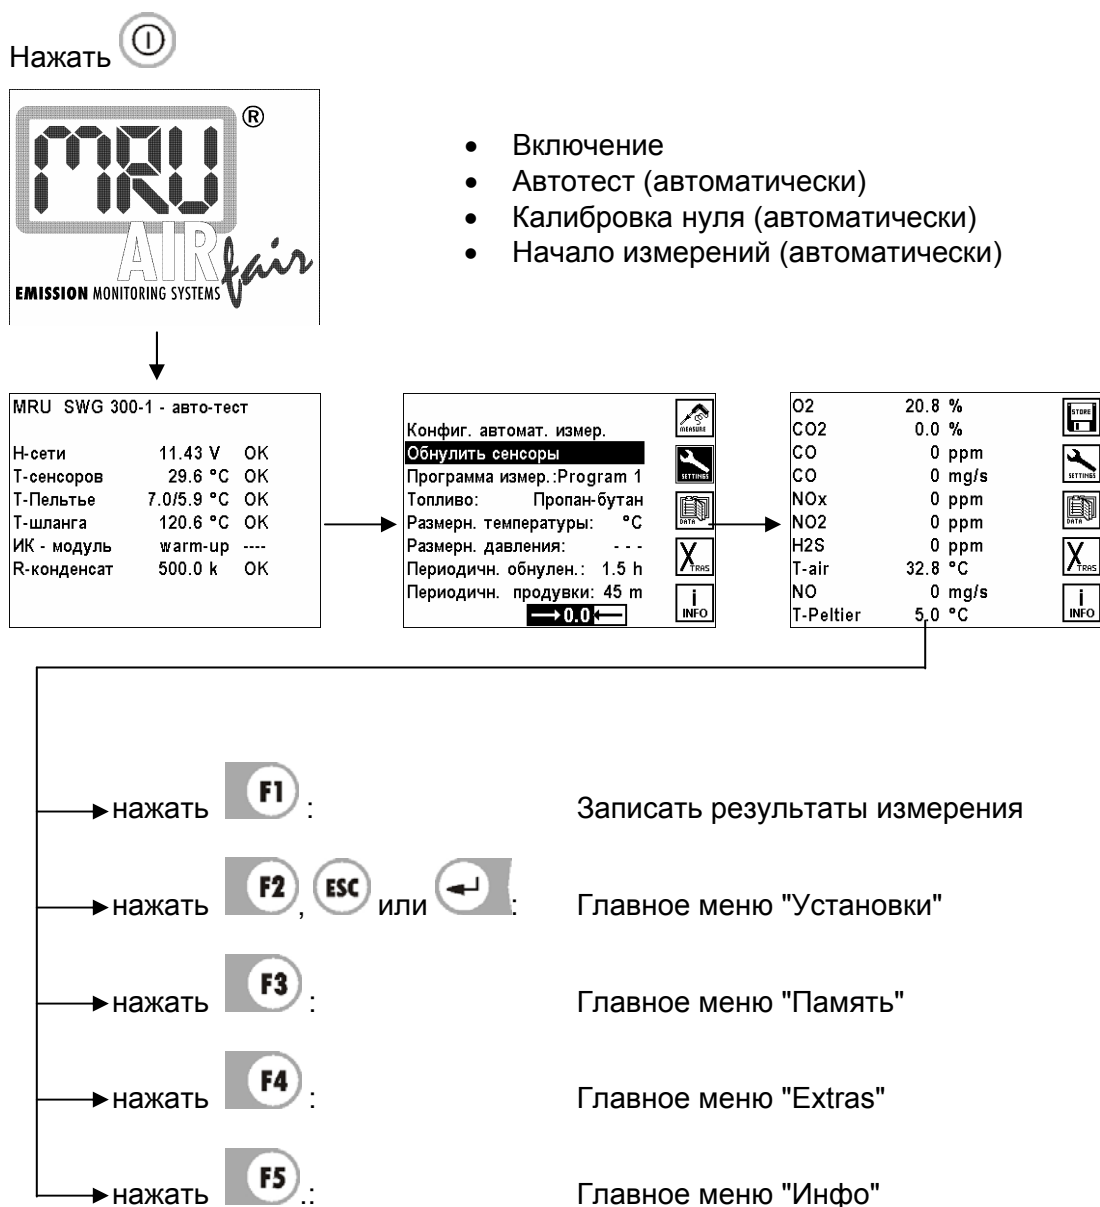 Нажать
MRU ®
AIRfair
EMISSION MONITORING SYSTEMS
• Включение
• Автотест (автоматически)
• Калибровка нуля (автоматически)
• Начало измерений (автоматически)
MRU SWG 300-1 - авто-тест
Н-сети 11.43 V OK
Т-сенсоров 29.6 °C OK
Т-Пельтье 7.0/5.9 °C OK
Т-шланга 120.6 °C OK
ИК - модуль warm-up ----
R-конденсат 500.0 k OK
Конфиг. автомат. измер.
Обнулить сенсоры
Программа измер.:Program 1
Топливо: Пропан-бутан
Размерн. температуры: °C
Размерн. давления: - - -
Периодичн. обнулен.: 1.5 h
Периодичн. продувки: 45 m
→0.0←
MEASURE
SETTINGS
DATA
XTRAS
i INFO
O2 20.8 %
CO2 0.0 %
CO 0 ppm
CO 0 mg/s
NOx 0 ppm
NO2 0 ppm
H2S 0 ppm
T-air 32.8 °C
NO 0 mg/s
T-Peltier 5.0 °C
STORE
SETTINGS
DATA
XTRAS
i INFO
нажать F1 : Записать результаты измерения
нажать F2 , ESC или : Главное меню "Установки"
нажать F3 : Главное меню "Память"
нажать F4 : Главное меню "Extras"
нажать F5 .: Главное меню "Инфо"